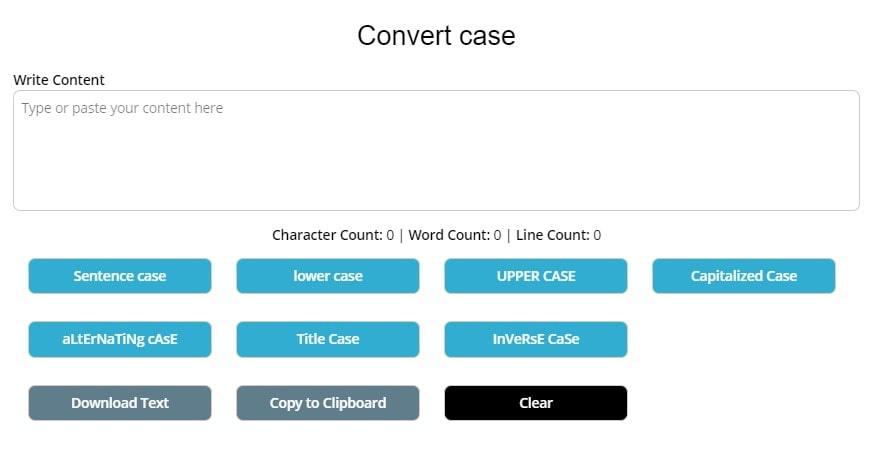 Convert case
Write Content
Type or paste your content here
Character Count: 0 | Word Count: 0 | Line Count: 0
Sentence case lower case UPPER CASE Capitalized Case
aLtErNaTiNg cAsE Title Case InVeRsE CaSe
Download Text Copy to Clipboard Clear